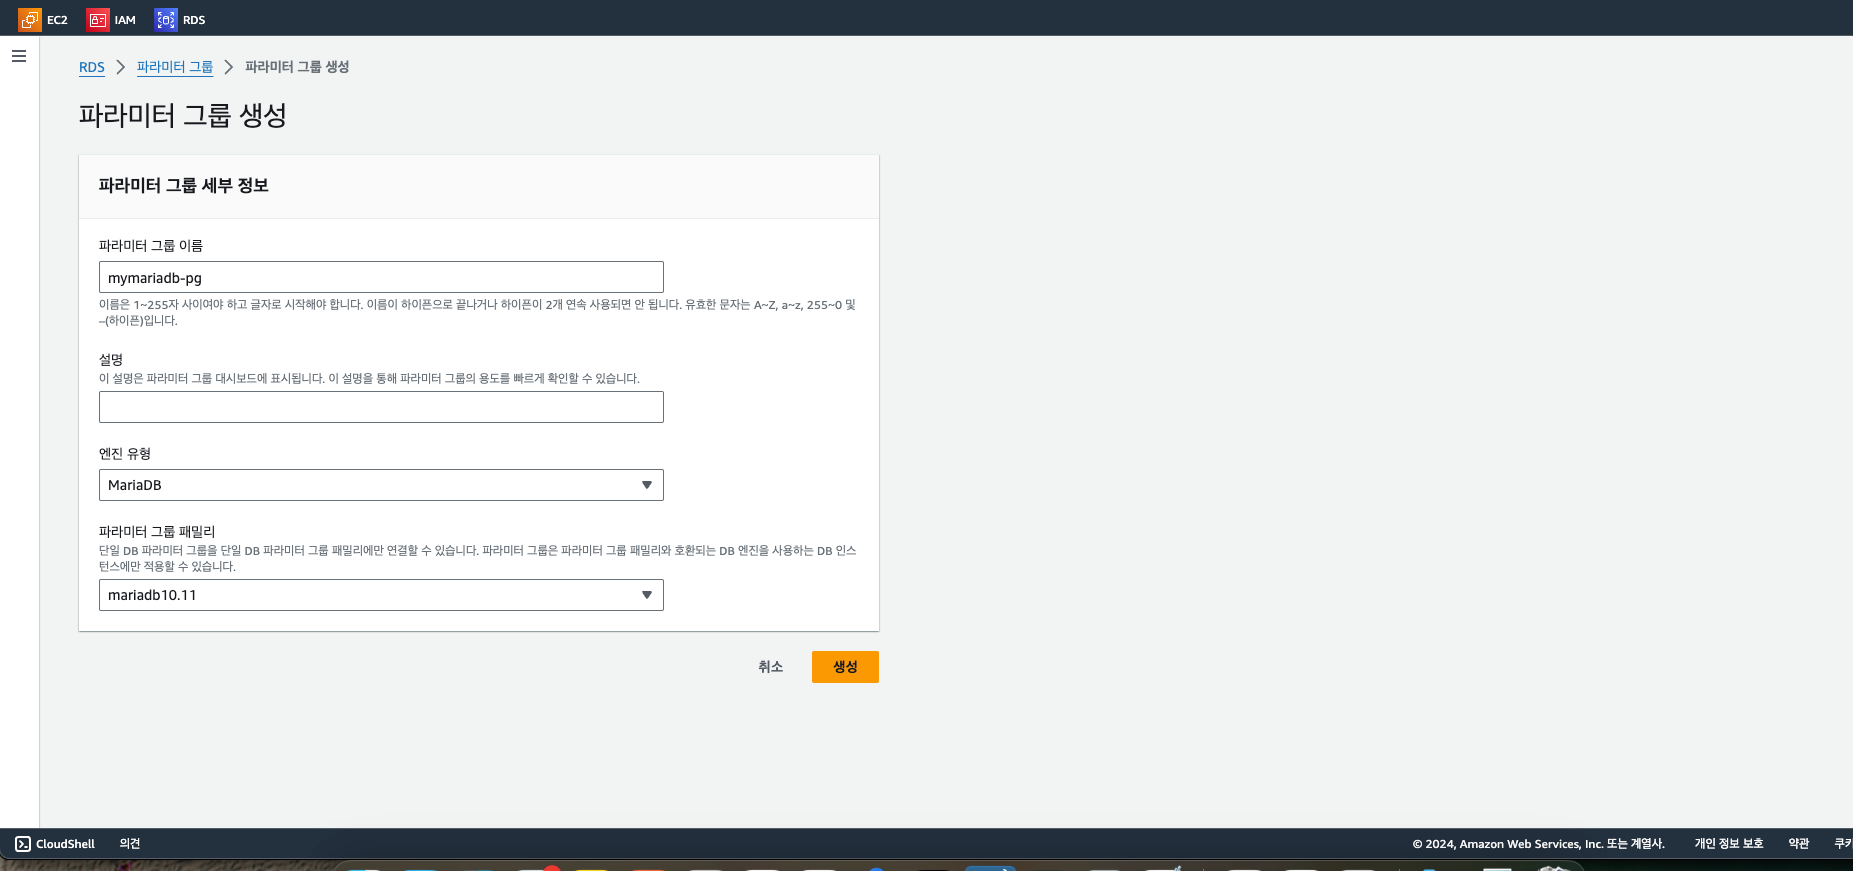 EC2 IAM RDS
RDS > 파라미터 그룹 > 파라미터 그룹 생성
파라미터 그룹 생성
파라미터 그룹 세부 정보
파라미터 그룹 이름
mymariadb-pg
이름은 1~255자 사이여야 하고 글자로 시작해야 합니다. 이름이 하이픈으로 끝나거나 하이픈이 2개 연속 사용되면 안 됩니다. 유효한 문자는 A~Z, a~z, 255~0 및
–(하이픈)입니다.
설명
이 설명은 파라미터 그룹 대시보드에 표시됩니다. 이 설명을 통해 파라미터 그룹의 용도를 빠르게 확인할 수 있습니다.
엔진 유형
MariaDB
파라미터 그룹 패밀리
단일 DB 파라미터 그룹을 단일 DB 파라미터 그룹 패밀리에만 연결할 수 있습니다. 파라미터 그룹은 파라미터 그룹 패밀리와 호환되는 DB 엔진을 사용하는 DB 인스
턴스에만 적용할 수 있습니다.
mariadb10.11
취소 생성
CloudShell 의견 © 2024, Amazon Web Services, Inc. 또는 계열사. 개인 정보 보호 약관